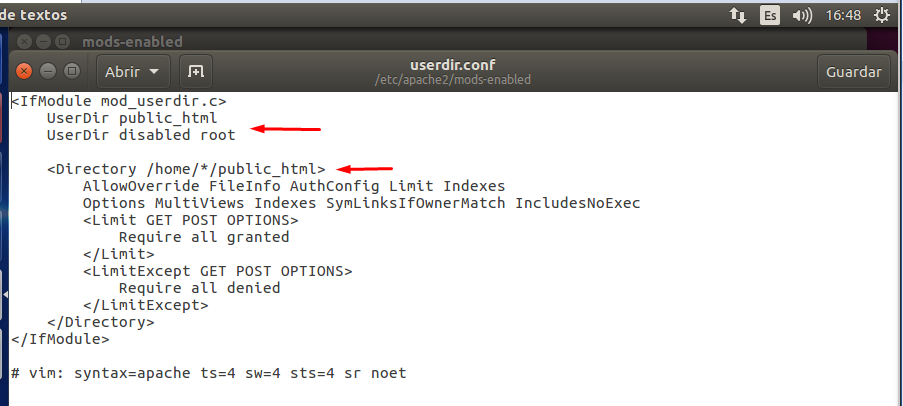 de textos
Es
16:48
mods-enabled
Abrir
userdir.conf
/etc/apache2/mods-enabled
Guardar
<IfModule mod_userdir.c>
    UserDir public_html
    UserDir disabled root

    <Directory /home/*/public_html>
        AllowOverride FileInfo AuthConfig Limit Indexes
        Options MultiViews Indexes SymLinksIfOwnerMatch IncludesNoExec
        <Limit GET POST OPTIONS>
            Require all granted
        </Limit>
        <LimitExcept GET POST OPTIONS>
            Require all denied
        </LimitExcept>
    </Directory>
</IfModule>

# vim: syntax=apache ts=4 sw=4 sts=4 sr noet